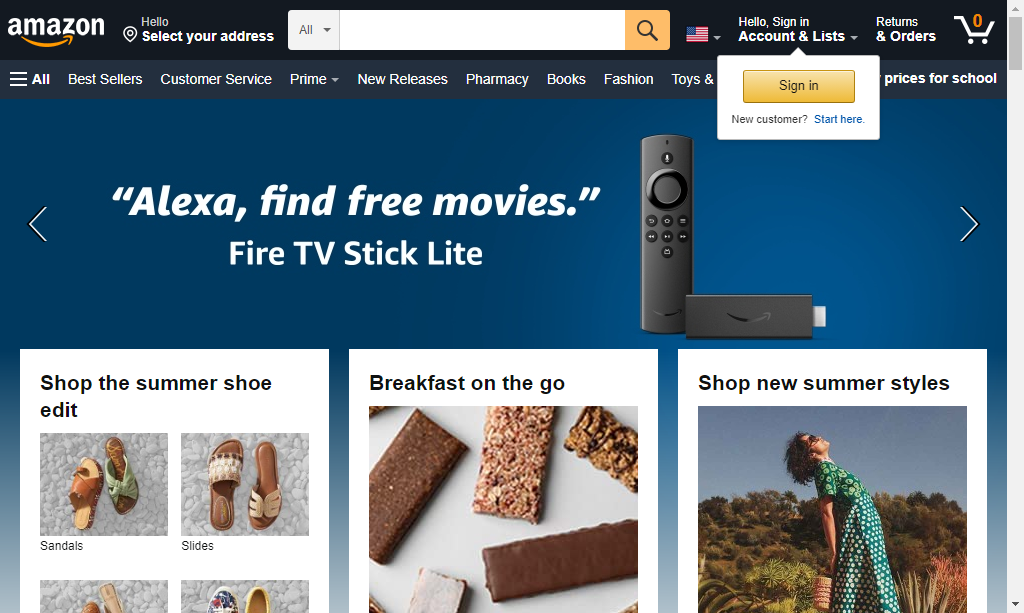 amazon
Hello
Select your address
All
Hello, Sign in
Account & Lists
Returns
& Orders
0
All
Best Sellers
Customer Service
Prime
New Releases
Pharmacy
Books
Fashion
Toys &
prices for school
Sign in
New customer? Start here.
“Alexa, find free movies.”
Fire TV Stick Lite
Shop the summer shoe
edit
Sandals
Slides
Breakfast on the go
Shop new summer styles